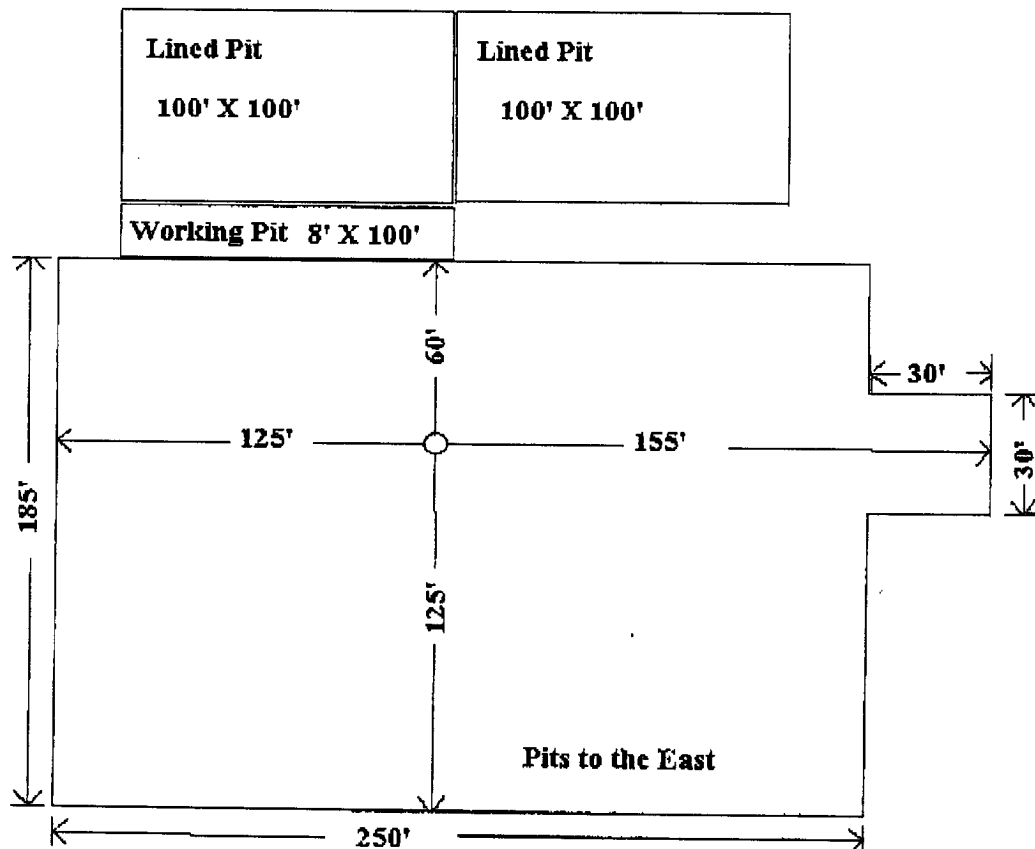 Lined Pit
100' X 100'
Lined Pit
100' X 100'
Working Pit 8' X 100'
60'
30'
125'
155'
30'
185'
125'
Pits to the East
250'